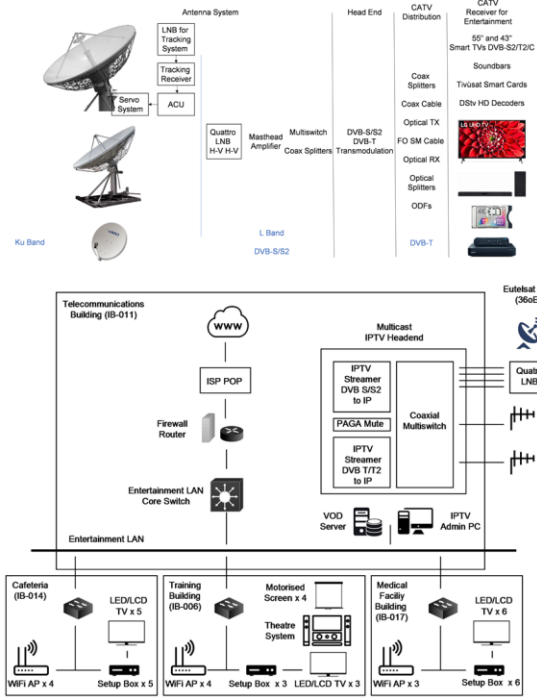 Antenna System
Head End
CATV
Distribution
CATV
Receiver for
Entertainment
LNB for
Tracking
System
Tracking
Receiver
Servo
System
ACU
Quattro
LNB
H-V H-V
Masthead
Amplifier
Multiswitch
Coax Splitters
DVB-S/S2
DVB-T
Transmodulation
Coax
Splitters
Coax Cable
Optical TX
FO SM Cable
Optical RX
Optical
Splitters
ODFs
55" and 43"
Smart TVs DVB-S2/T2/C
Soundbars
Tivùsat Smart Cards
DStv HD Decoders
LG UHD TV
Ku Band
L Band
DVB-S/S2
DVB-T
Telecommunications
Building (IB-011)
www
ISP POP
Firewall
Router
Entertainment LAN
Core Switch
Entertainment LAN
Multicast
IPTV Headend
IPTV
Streamer
DVB S/S2
to IP
PAGA Mute
IPTV
Streamer
DVB T/T2
to IP
Coaxial
Multiswitch
Eutelsat
(36oE
Quatr
LNB
VOD
Server
IPTV
Admin PC
Cafeteria
(IB-014)
LED/LCD
TV x 5
WiFi AP x 4
Setup Box x 5
Training
Building
(IB-006)
Motorised
Screen x 4
Theatre
System
WiFi AP x 4
Setup Box x 3
LED/LCD TV x 3
Medical
Faciliy
Building
(IB-017)
LED/LCD
TV x 6
WiFi AP x 3
Setup Box x 6